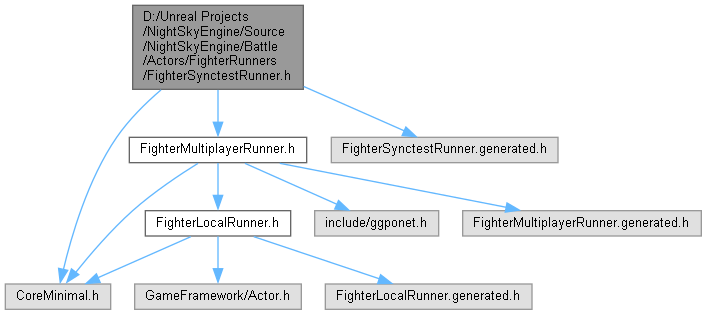 D:/Unreal Projects
/NightSkyEngine/Source
/NightSkyEngine/Battle
/Actors/FighterRunners
/FighterSynctestRunner.h
FighterMultiplayerRunner.h
FighterSynctestRunner.generated.h
FighterLocalRunner.h
include/ggponet.h
FighterMultiplayerRunner.generated.h
CoreMinimal.h
GameFramework/Actor.h
FighterLocalRunner.generated.h